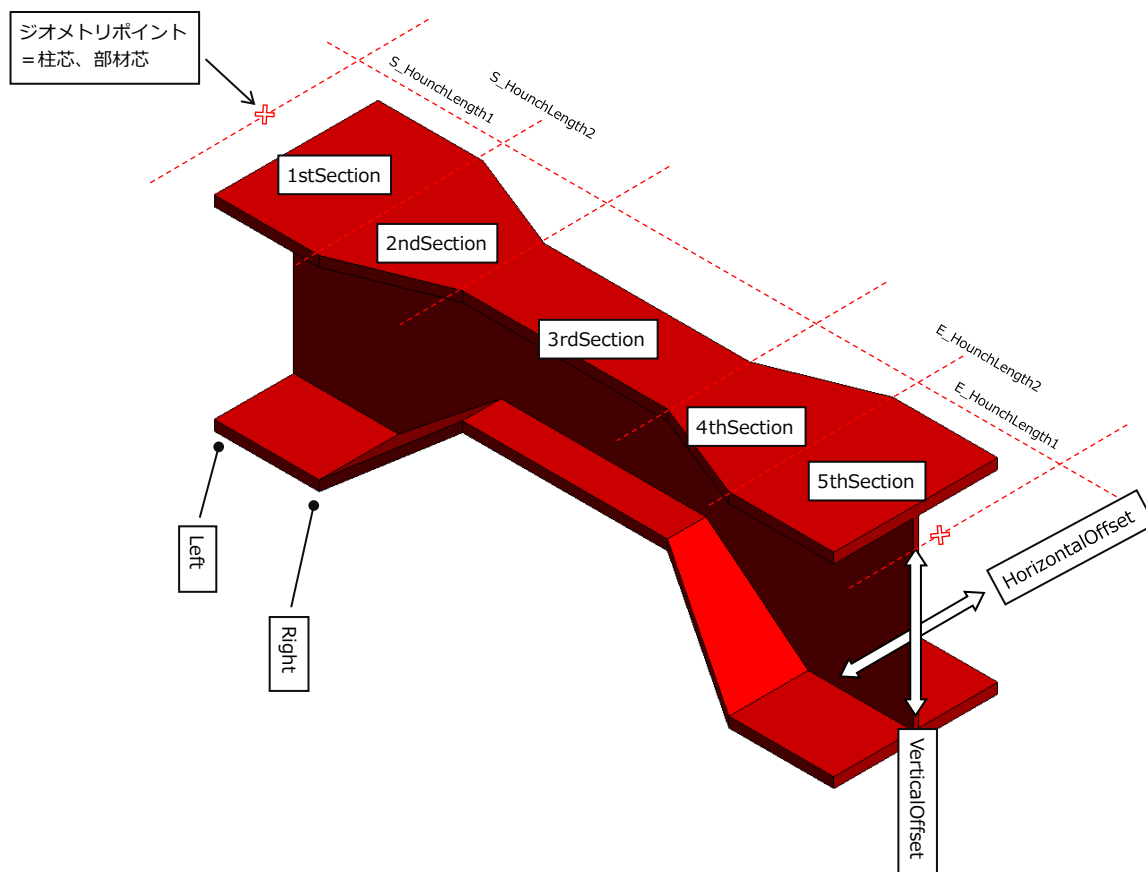 ジオメトリポイント
＝柱芯、部材芯
S_HounchLength1
S_HounchLength2
1stSection
2ndSection
3rdSection
4thSection
5thSection
E_HounchLength2
E_HounchLength1
HorizontalOffset
VerticalOffset
Left
Right